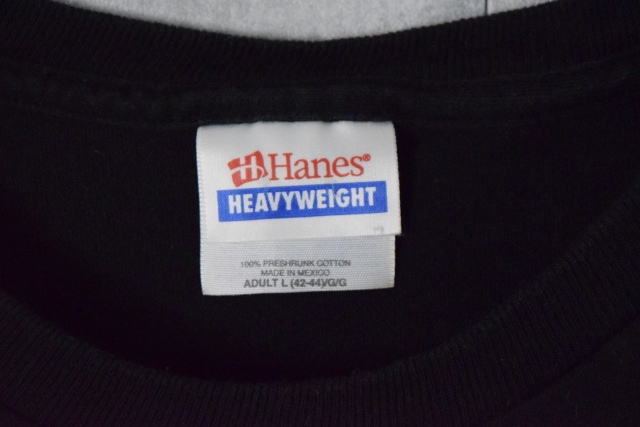 Hanes®
HEAVYWEIGHT
100% PRESHRUNK COTTON
MADE IN MEXICO
ADULT L (42-44)/G/G